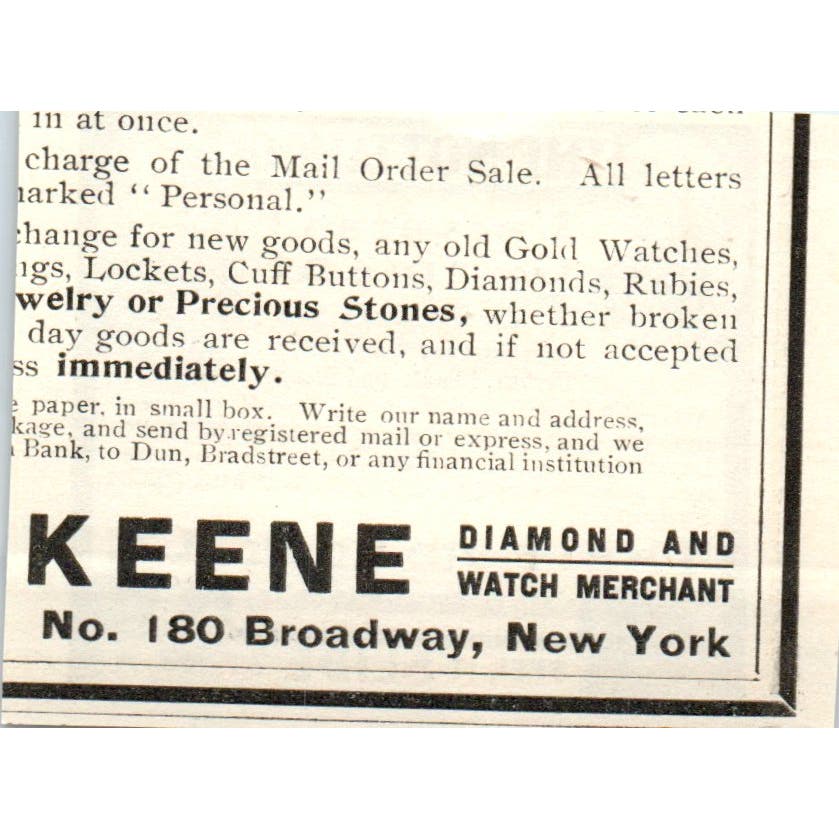 in at once.
charge of the Mail Order Sale. All letters
arked "Personal."
hange for new goods, any old Gold Watches,
ngs, Lockets, Cuff Buttons, Diamonds, Rubies,
welry or Precious Stones, whether broken
day goods are received, and if not accepted
ss immediately.
e paper, in small box. Write our name and address,
kage, and send by registered mail or express, and we
Bank, to Dun, Bradstreet, or any financial institution
KEENE DIAMOND AND
WATCH MERCHANT
No. 180 Broadway, New York